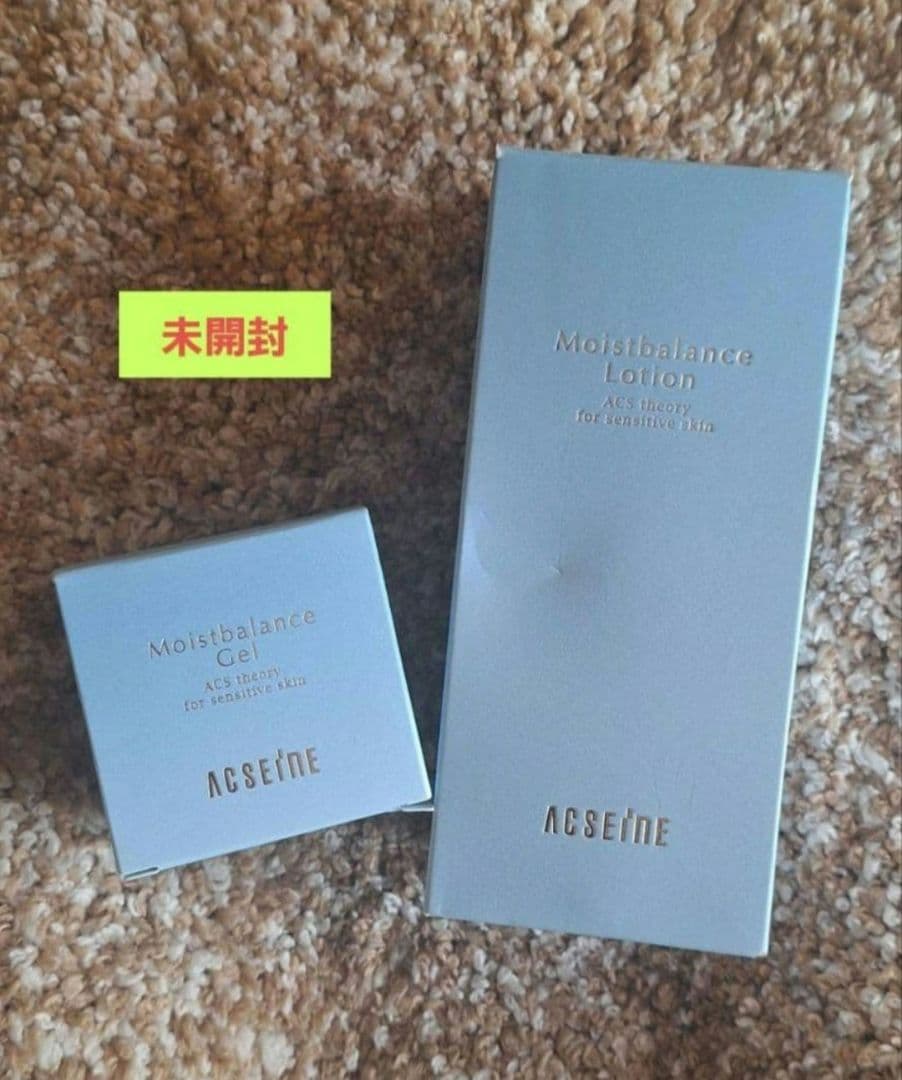 未開封
Moistbalance
Lotion
ACS theory
for sensitive skin
ACSEINE
Moistbalance
Gel
ACS theory
for sensitive skin
ACSEINE